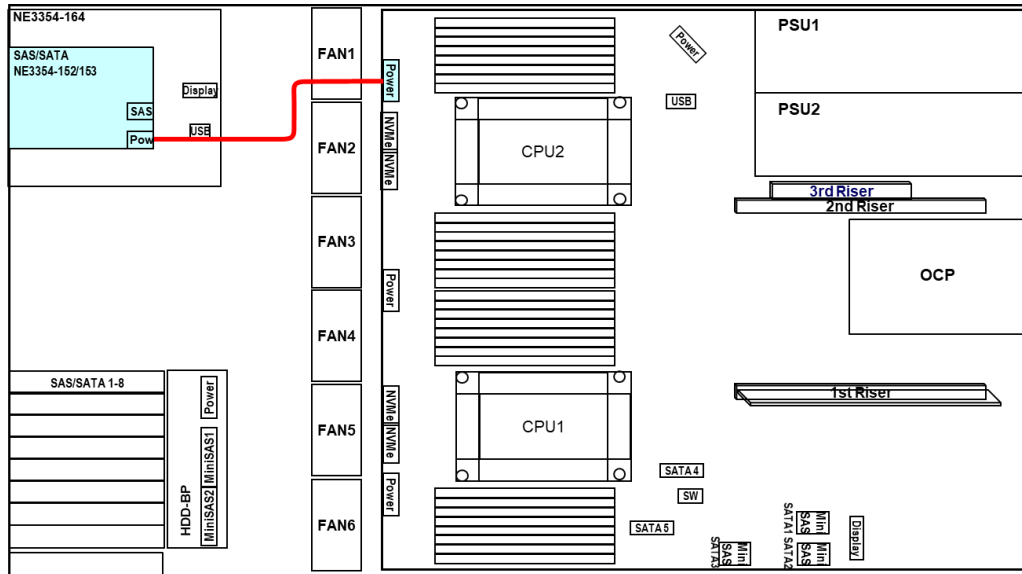 NE3354-164
SAS/SATA
NE3354-152/153
SAS
Pow
Display
USB
FAN1
FAN2
FAN3
FAN4
FAN5
FAN6
Power
NVMe
NVMe
Power
NVMe
NVMe
Power
CPU2
CPU1
Power
USB
PSU1
PSU2
3rd Riser
2nd Riser
OCP
1st Riser
SATA4
SW
SATA5
SATA1
Mini
SAS
SATA2
Mini
SAS
SATA3
Mini
SAS
Display
SAS/SATA 1-8
HDD-BP
Power
MiniSAS1
MiniSAS2